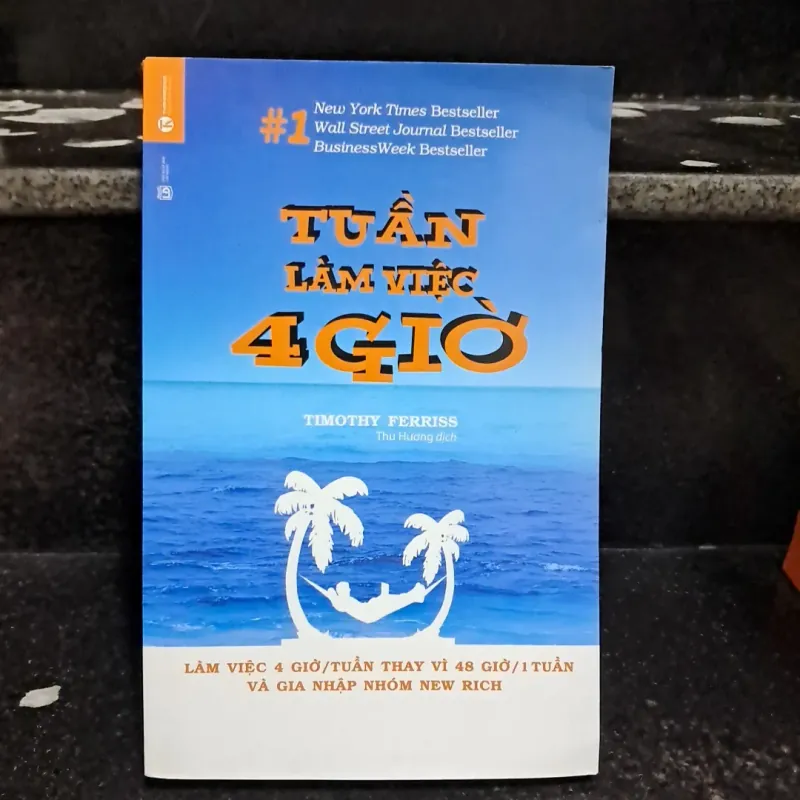 #1
New York Times Bestseller
Wall Street Journal Bestseller
BusinessWeek Bestseller
TUẦN
LÀM VIỆC
4 GIỜ
TIMOTHY FERRISS
Thu Hương dịch
LÀM VIỆC 4 GIỜ/TUẦN THAY VÌ 48 GIỜ/1 TUẦN
VÀ GIA NHẬP NHÓM NEW RICH